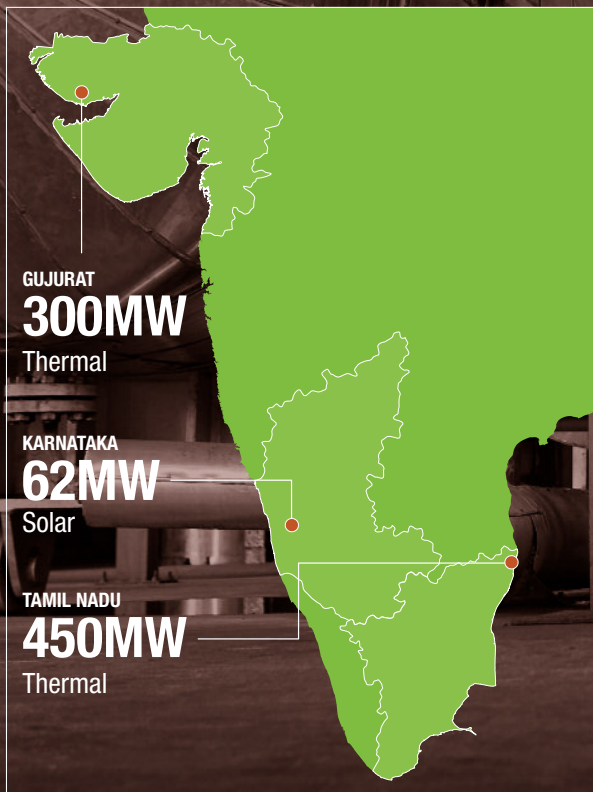 GUJURAT
300MW
Thermal
KARNATAKA
62MW
Solar
TAMIL NADU
450MW
Thermal